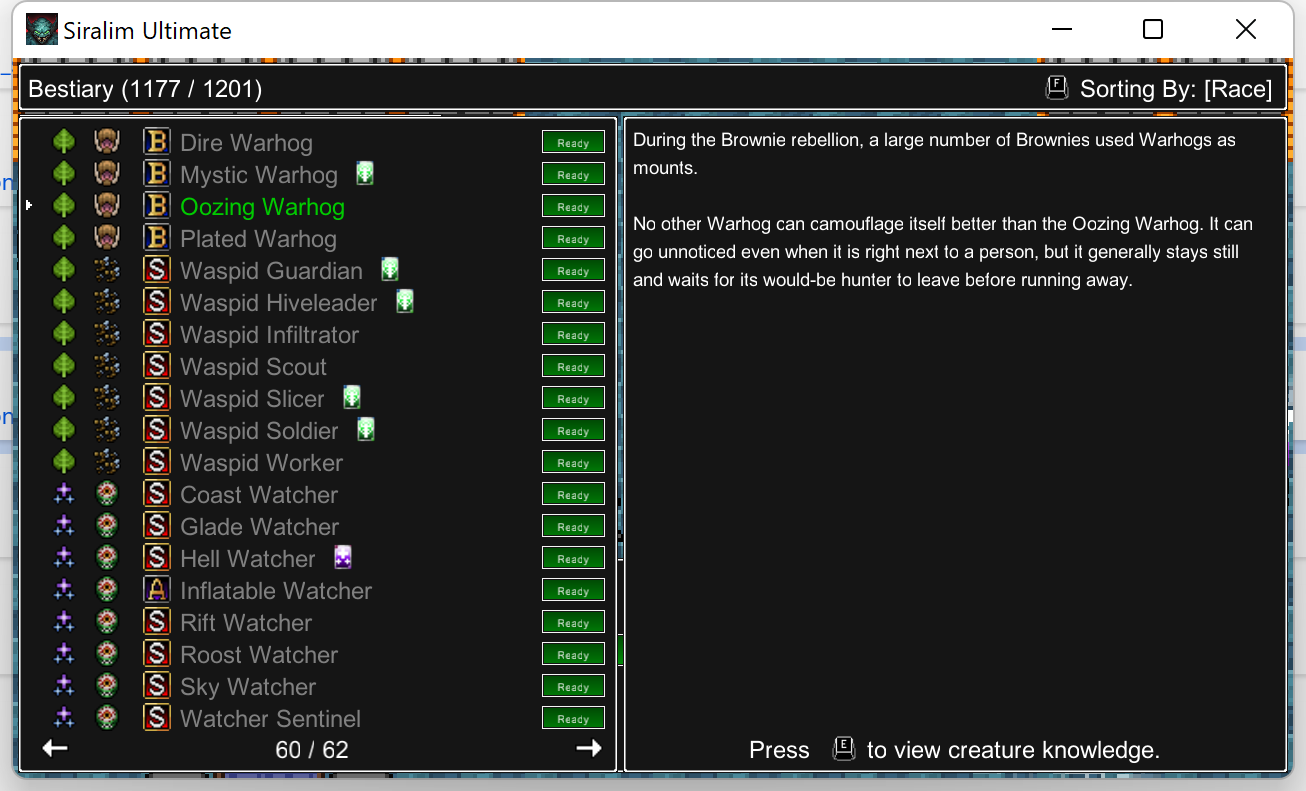 Siralim Ultimate
Bestiary (1177 / 1201)
F Sorting By: [Race]
B Dire Warhog Ready
B Mystic Warhog Ready
B Oozing Warhog Ready
B Plated Warhog Ready
S Waspid Guardian Ready
S Waspid Hiveleader Ready
S Waspid Infiltrator Ready
S Waspid Scout Ready
S Waspid Slicer Ready
S Waspid Soldier Ready
S Waspid Worker Ready
S Coast Watcher Ready
S Glade Watcher Ready
S Hell Watcher Ready
A Inflatable Watcher Ready
S Rift Watcher Ready
S Roost Watcher Ready
S Sky Watcher Ready
S Watcher Sentinel Ready
60 / 62
During the Brownie rebellion, a large number of Brownies used Warhogs as
mounts.
No other Warhog can camouflage itself better than the Oozing Warhog. It can
go unnoticed even when it is right next to a person, but it generally stays still
and waits for its would-be hunter to leave before running away.
Press E to view creature knowledge.